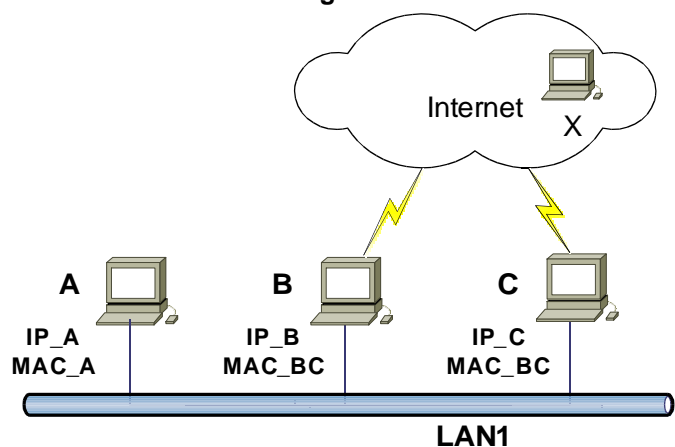 Internet
X
A
B
C
IP_A
IP_B
IP_C
MAC_A
MAC_BC
MAC_BC
LAN1